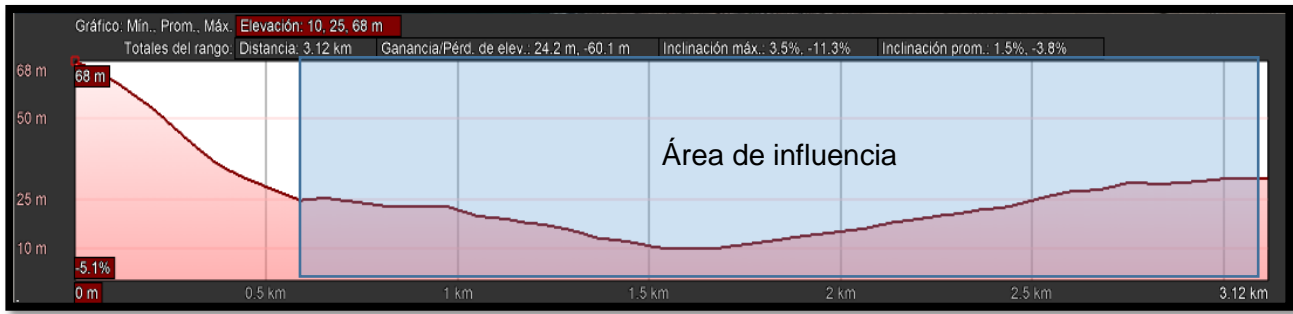 Gráfico: Mín., Prom., Máx. Elevación: 10, 25, 68 m
Totales del rango: Distancia: 3.12 km Ganancia/Pérd. de elev.: 24.2 m, -60.1 m Inclinación máx.: 3.5%, -11.3% Inclinación prom.: 1.5%, -3.8%
68 m
68 m
50 m
Área de influencia
25 m
10 m
-5.1%
0 m 0.5 km 1 km 1.5 km 2 km 2.5 km 3.12 km